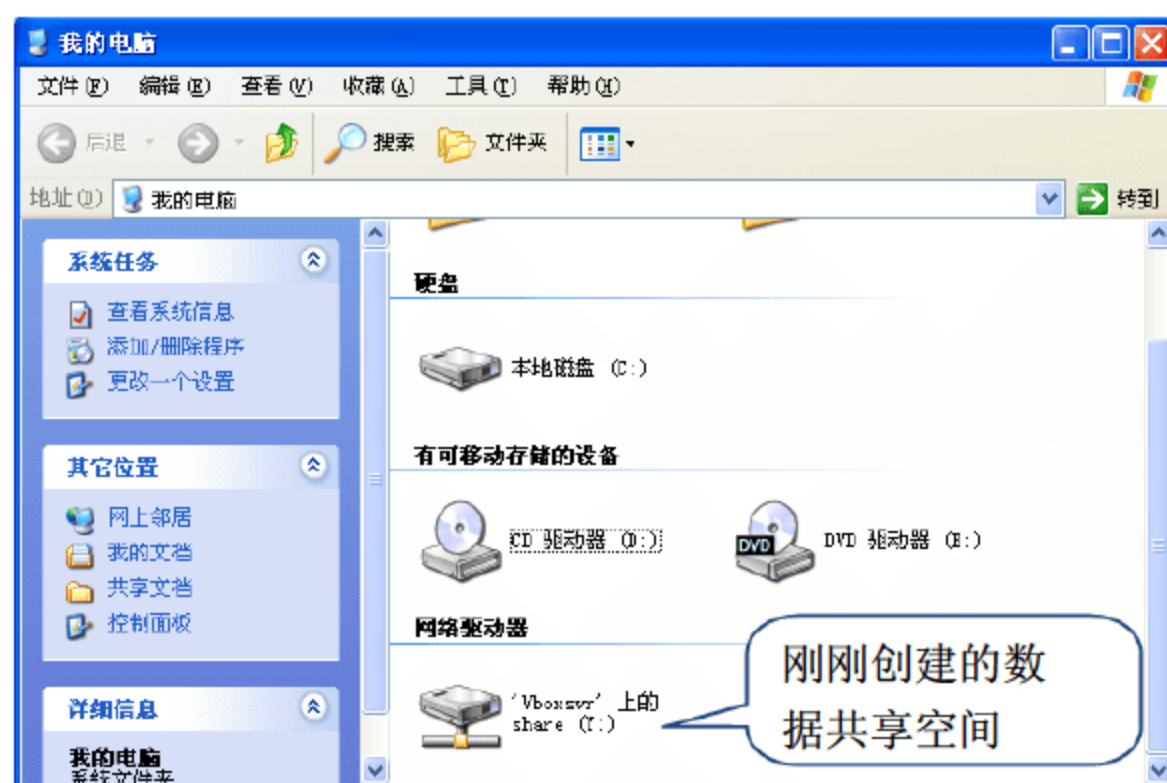 我的电脑
文件(F) 编辑(E) 查看(V) 收藏(A) 工具(T) 帮助(H)
后退 搜索 文件夹
地址(D) 我的电脑 转到
系统任务
查看系统信息
添加/删除程序
更改一个设置
其它位置
网上邻居
我的文档
共享文档
控制面板
详细信息
我的电脑
系统文件夹
硬盘
本地磁盘 (C:)
有可移动存储的设备
CD 驱动器 (D:)
DVD
DVD 驱动器 (E:)
网络驱动器
'Vboxsvr' 上的
share (Y:)
刚刚创建的数
据共享空间